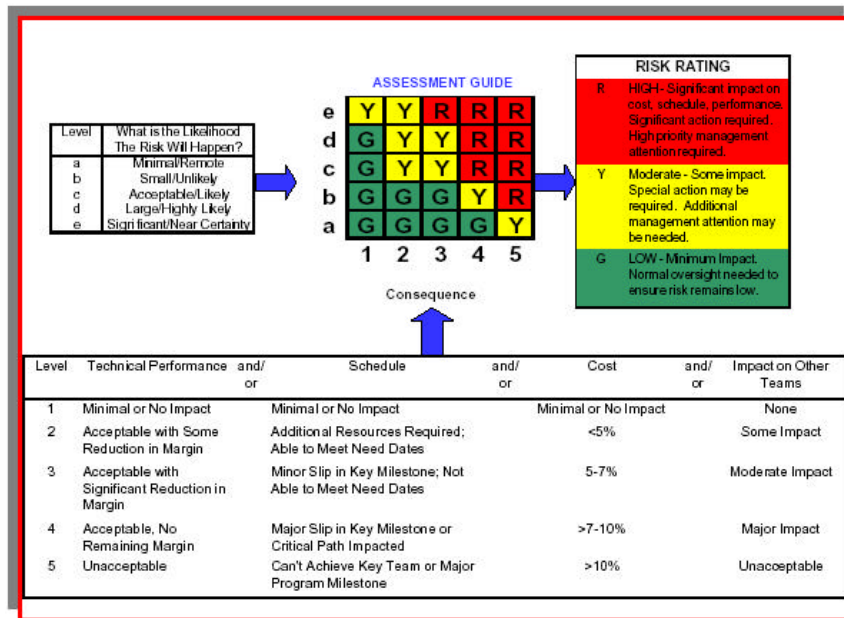 ASSESSMENT GUIDE
Level What is the Likelihood
The Risk Will Happen?
a Minimal/Remote
b Small/Unlikely
c Acceptable/Likely
d Large/Highly Likely
e Significant/Near Certainty
e Y Y R R R
d G Y Y R R
c G Y Y R R
b G G G Y R
a G G G G Y
1 2 3 4 5
Consequence
RISK RATING
R HIGH - Significant impact on
cost, schedule, performance.
Significant action required.
High priority management
attention required.
Y Moderate - Some impact.
Special action may be
required. Additional
management attention may
be needed.
G LOW - Minimum Impact.
Normal oversight needed to
ensure risk remains low.
Level Technical Performance and/ Schedule and/ Cost and/ Impact on Other
or or or Teams
1 Minimal or No Impact Minimal or No Impact Minimal or No Impact None
2 Acceptable with Some Additional Resources Required; <5% Some Impact
Reduction in Margin Able to Meet Need Dates
3 Acceptable with Minor Slip in Key Milestone; Not 5-7% Moderate Impact
Significant Reduction in Able to Meet Need Dates
Margin
4 Acceptable, No Major Slip in Key Milestone or >7-10% Major Impact
Remaining Margin Critical Path Impacted
5 Unacceptable Can't Achieve Key Team or Major >10% Unacceptable
Program Milestone